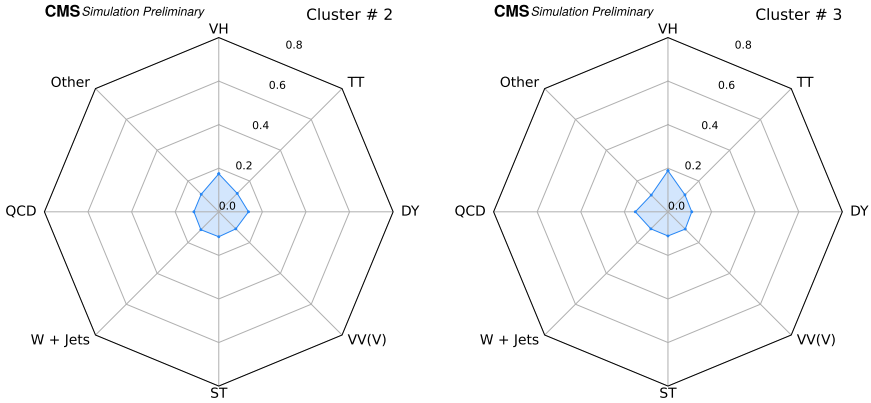 CMS Simulation Preliminary
Cluster # 2
VH
0.8
Other
TT
0.6
0.4
0.2
QCD
0.0
DY
W + Jets
VV(V)
ST
CMS Simulation Preliminary
Cluster # 3
VH
0.8
Other
TT
0.6
0.4
0.2
QCD
0.0
DY
W + Jets
VV(V)
ST